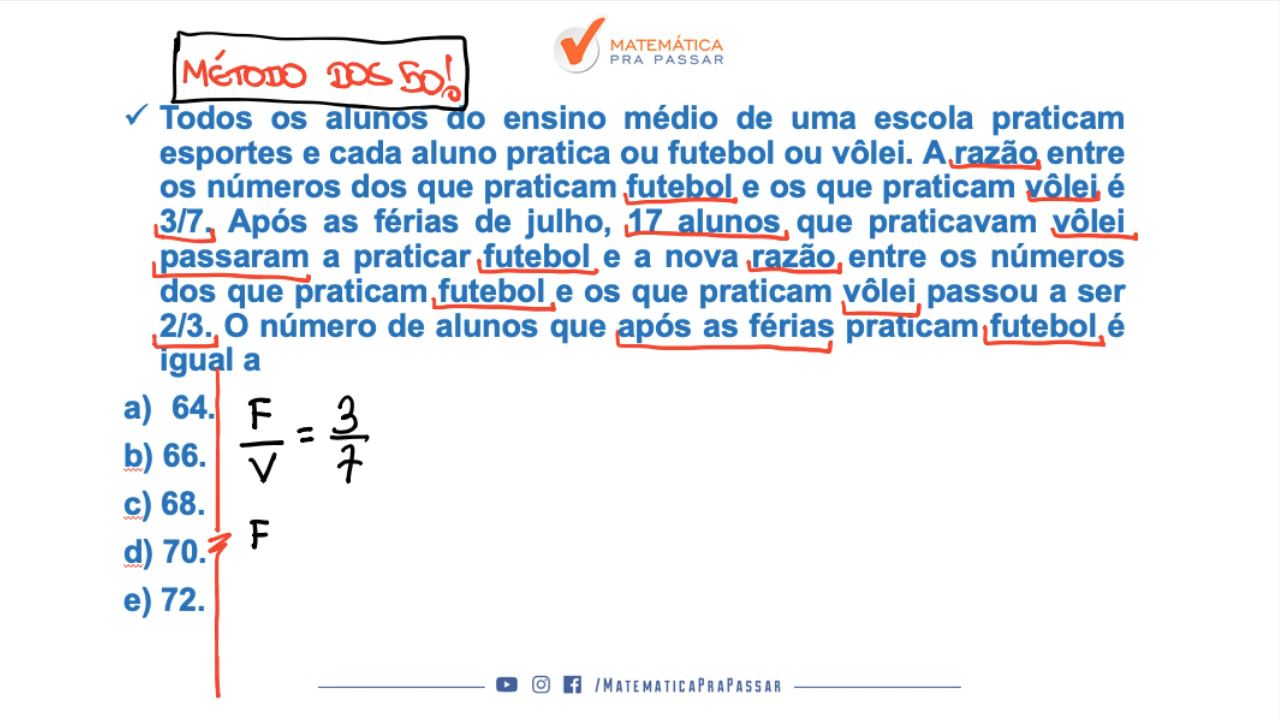 MÉTODO DOS 50!
MATEMÁTICA
PRA PASSAR
✓ Todos os alunos do ensino médio de uma escola praticam
esportes e cada aluno pratica ou futebol ou vôlei. A razão entre
os números dos que praticam futebol e os que praticam vôlei é
3/7. Após as férias de julho, 17 alunos que praticavam vôlei
passaram a praticar futebol e a nova razão entre os números
dos que praticam futebol e os que praticam vôlei passou a ser
2/3. O número de alunos que após as férias praticam futebol é
igual a
a) 64.
b) 66.
c) 68.
d) 70.
e) 72.
F/V = 3/7
F
/MatematicaPraPassar